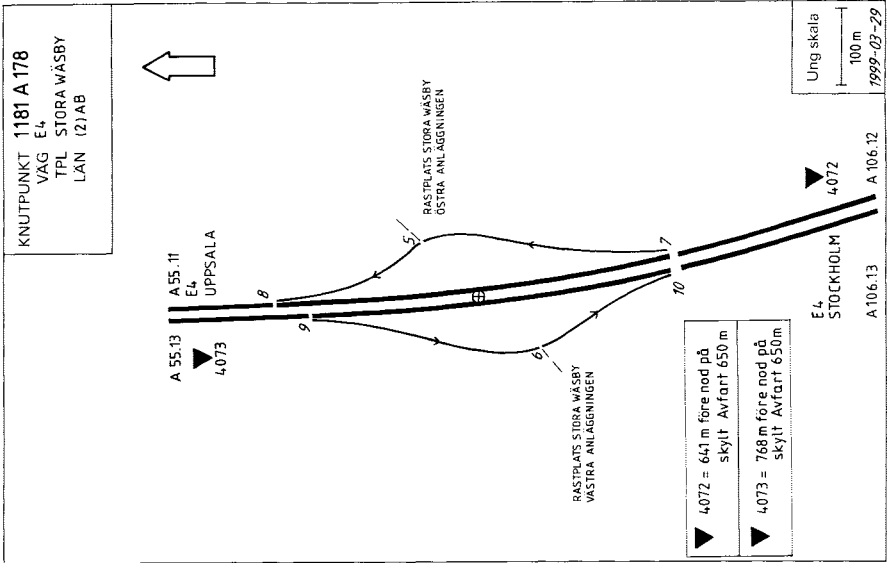 KNUTPUNKT 1181 A 178
VÄG E4
TPL STORA WÄSBY
LÄN (2) AB
A 55.13
A 55.11
E4
UPPSALA
4073
8
9
5
RASTPLATS STORA WÄSBY
ÖSTRA ANLÄGGNINGEN
6
RASTPLATS STORA WÄSBY
VÄSTRA ANLÄGGNINGEN
7
10
4072
E4
STOCKHOLM
A 106.13
A 106.12
4072 = 641 m före nod på
skylt Avfart 650 m
4073 = 768 m före nod på
skylt Avfart 650 m
Ung skala
100 m
1999-03-29